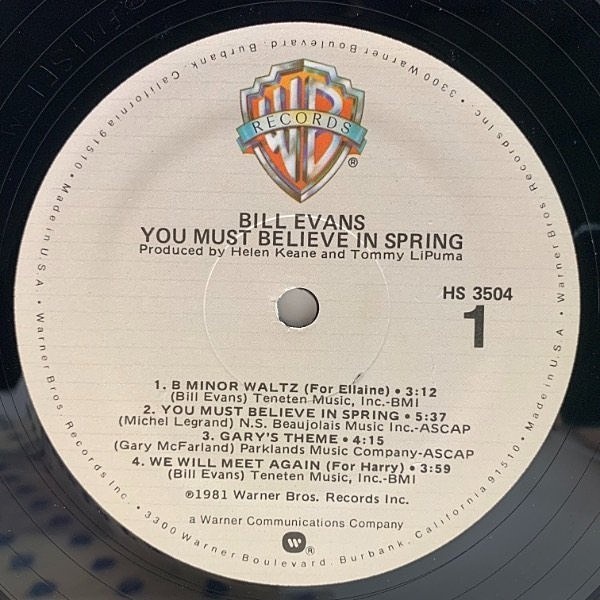 WB
RECORDS
®
BILL EVANS
YOU MUST BELIEVE IN SPRING
Produced by Helen Keane and Tommy LiPuma
HS 3504
1
1. B MINOR WALTZ (For Ellaine) • 3:12
(Bill Evans) Teneten Music, Inc.-BMI
2. YOU MUST BELIEVE IN SPRING • 5:37
(Michel Legrand) N.S. Beaujolais Music Inc.-ASCAP
3. GARY'S THEME • 4:15
(Gary McFarland) Parklands Music Company-ASCAP
4. WE WILL MEET AGAIN (For Harry) • 3:59
(Bill Evans) Teneten Music, Inc.-BMI
℗1981 Warner Bros. Records Inc.
a Warner Communications Company
®
Warner Bros. Records Inc. • 3300 Warner Boulevard, Burbank, California 91510 • Made in U.S.A. •
Warner Bros. Records Inc. • 3300 Warner Boulevard, Burbank, California 91510 • Made in U.S.A. •